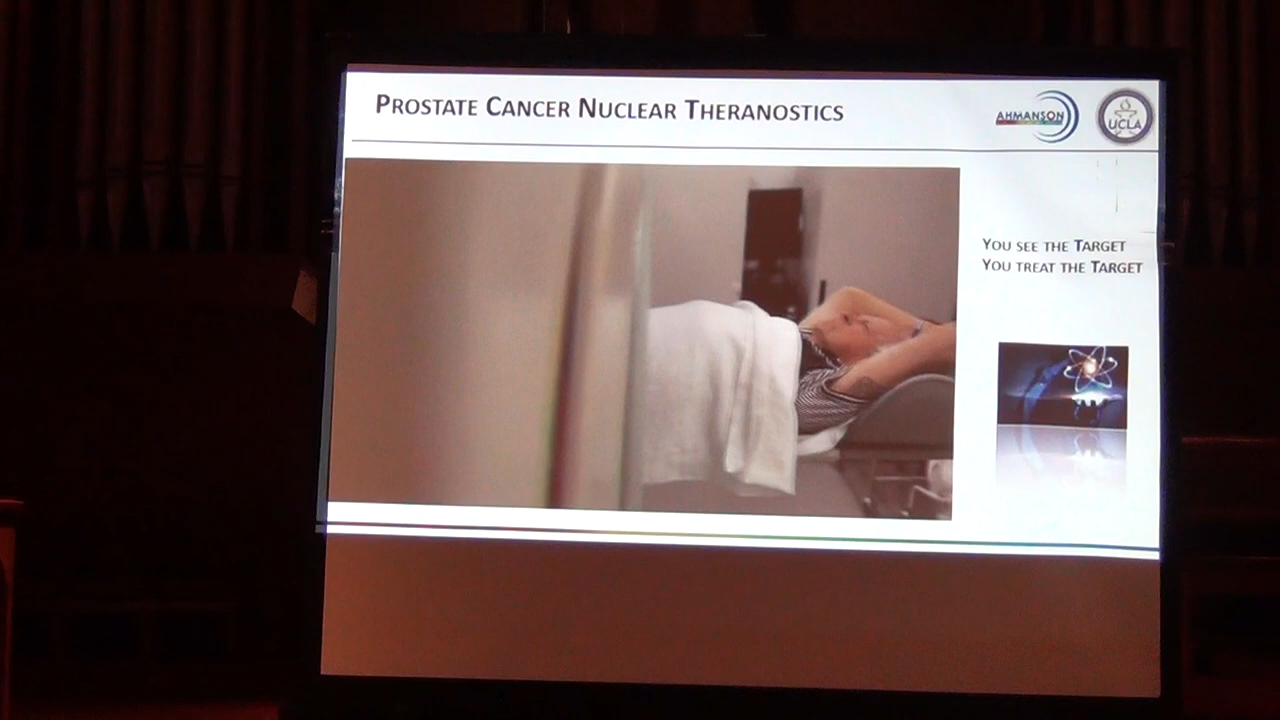 PROSTATE CANCER NUCLEAR THERANOSTICS
AHMANSON
UCLA
YOU SEE THE TARGET
YOU TREAT THE TARGET